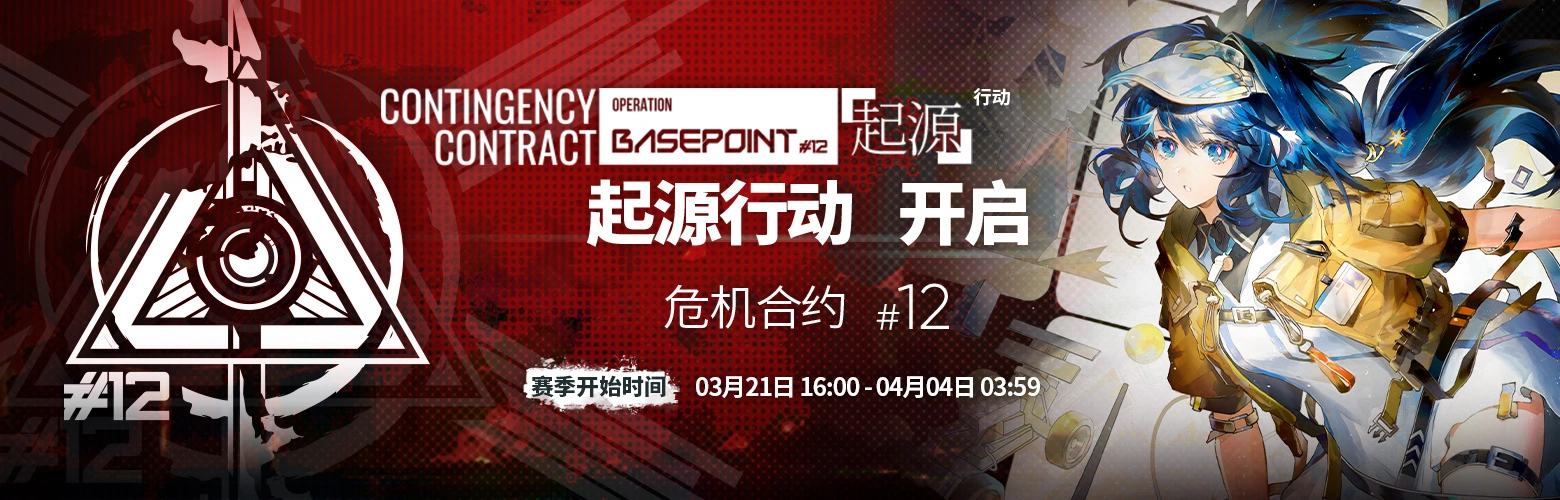 CONTINGENCY
CONTRACT
OPERATION
BASEPOINT #12
起源
行动
起源行动 开启
危机合约 #12
赛季开始时间 03月21日 16:00 - 04月04日 03:59
#12
#12